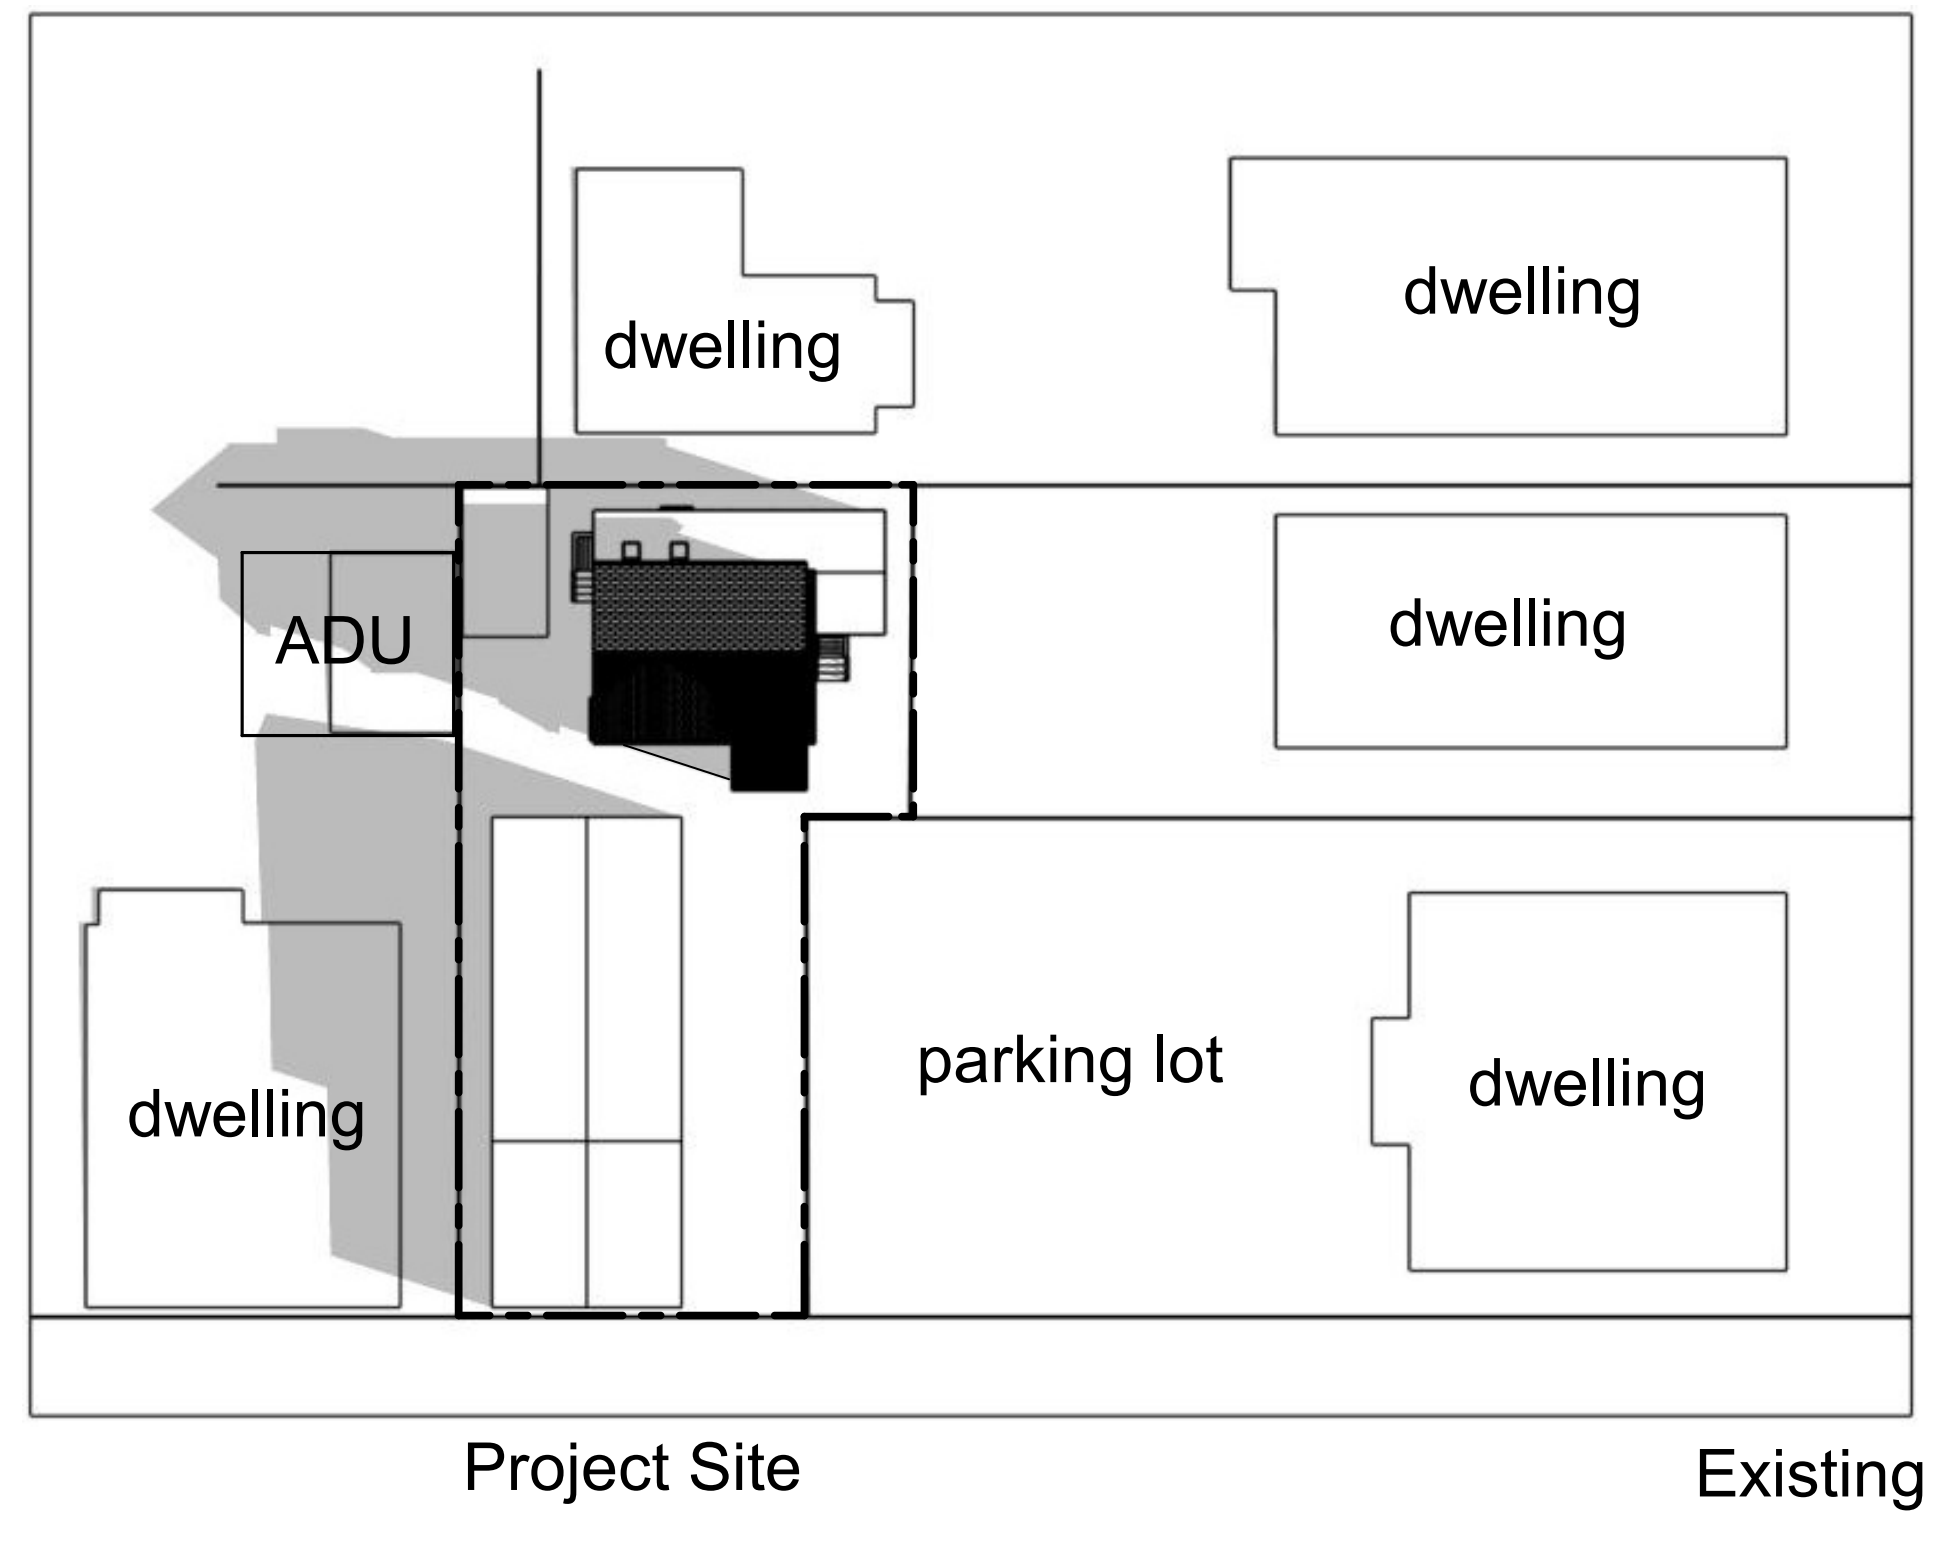 dwelling
dwelling
dwelling
ADU
parking lot
dwelling
dwelling
Project Site
Existing